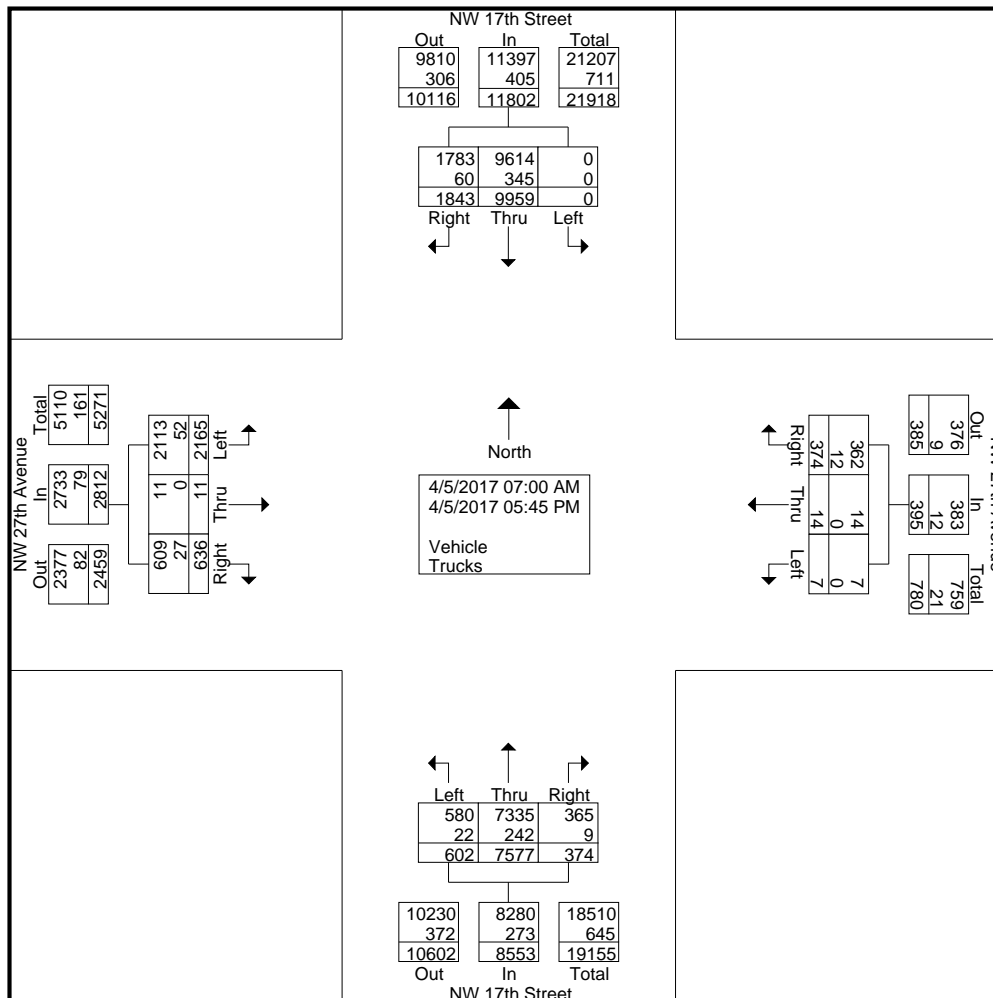 NW 17th Street
Out In Total
9810 11397 21207
306 405 711
10116 11802 21918
1783 9614 0
60 345 0
1843 9959 0
Right Thru Left
NW 27th Avenue
Total In Out
5110 2733 2377
161 79 82
5271 2812 2459
2113 11 609
52 0 27
2165 11 636
Left Thru Right
North
4/5/2017 07:00 AM
4/5/2017 05:45 PM
Vehicle
Trucks
Right Thru Left
362 14 7
12 0 0
374 14 7
Out In Total
376 383 759
9 12 21
385 395 780
Left Thru Right
580 7335 365
22 242 9
602 7577 374
10230 8280 18510
372 273 645
10602 8553 19155
Out In Total
NW 17th Street